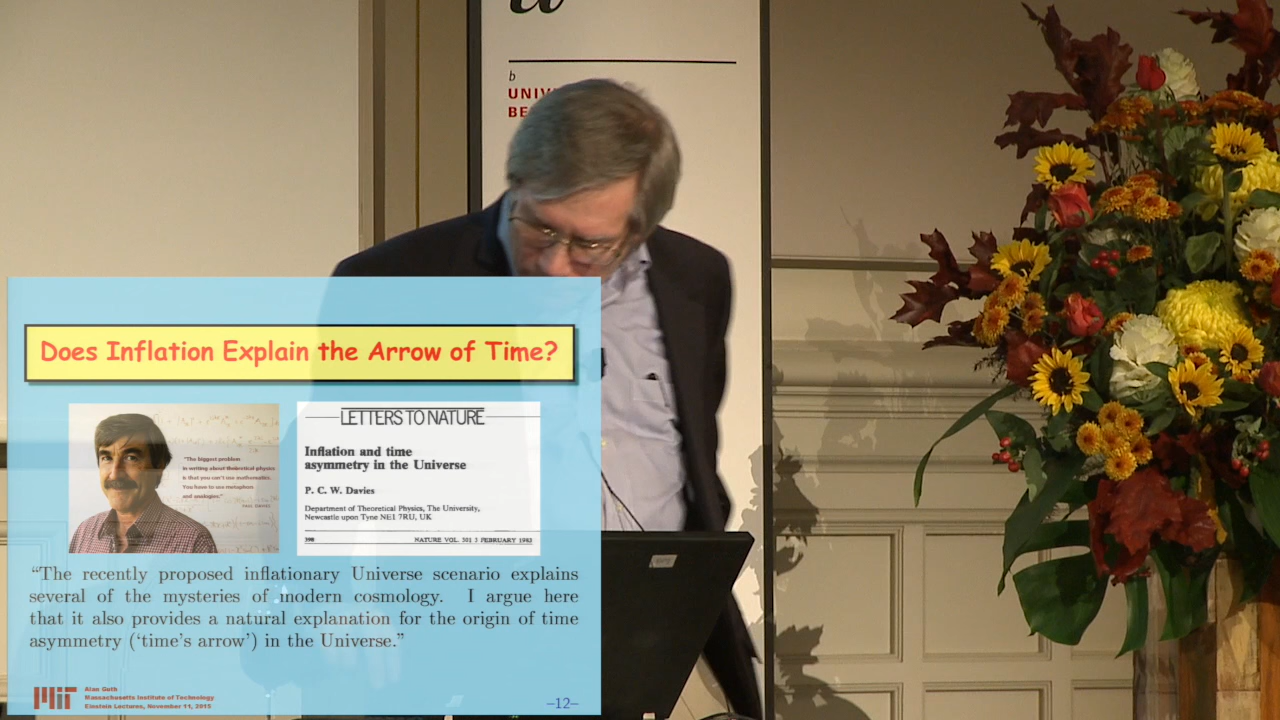 b
UNIV
BE
Does Inflation Explain the Arrow of Time?
"The biggest problem
in writing about theoretical physics
is that you can't use mathematics.
You have to use metaphors
and analogies."
PAUL DAVIES
LETTERS TO NATURE
Inflation and time
asymmetry in the Universe
P. C. W. Davies
Department of Theoretical Physics, The University,
Newcastle upon Tyne NE1 7RU, UK
398 NATURE VOL. 301 3 FEBRUARY 1983
“The recently proposed inflationary Universe scenario explains
several of the mysteries of modern cosmology. I argue here
that it also provides a natural explanation for the origin of time
asymmetry (‘time’s arrow’) in the Universe.”
MIT
Alan Guth
Massachusetts Institute of Technology
Einstein Lectures, November 11, 2015
–12–